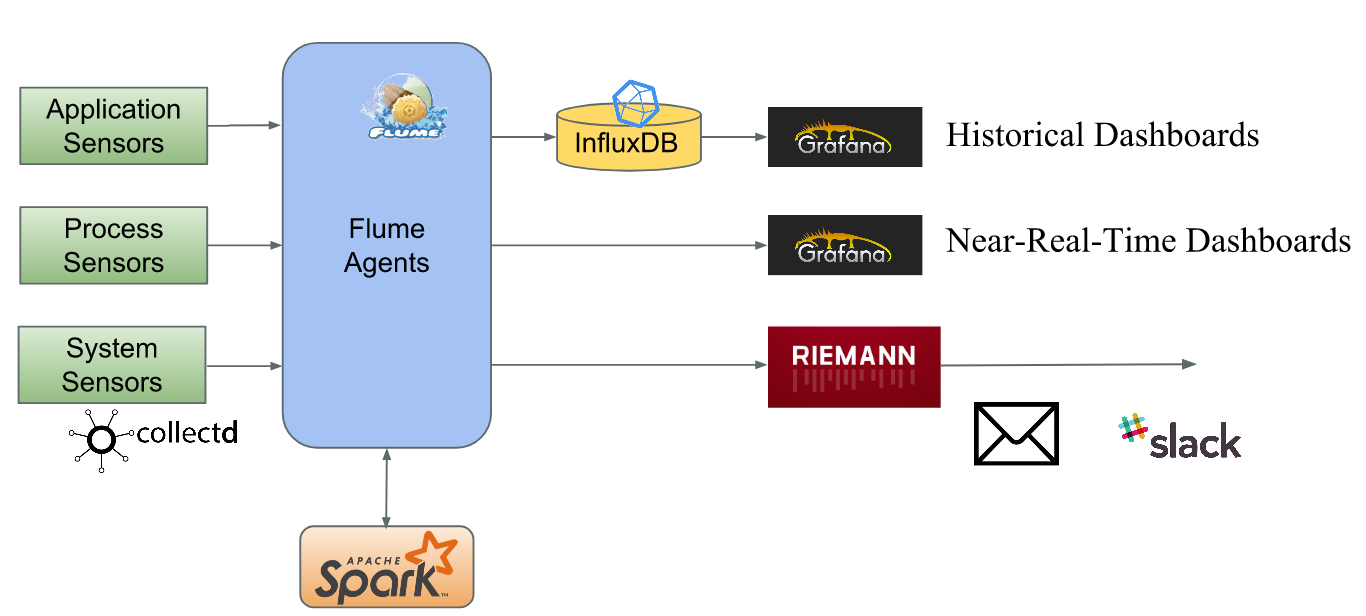 Application
Sensors
FLUME
InfluxDB
Grafana
Historical Dashboards
Process
Sensors
Flume
Agents
Grafana
Near-Real-Time Dashboards
System
Sensors
RIEMANN
collectd
slack
APACHE
Spark™